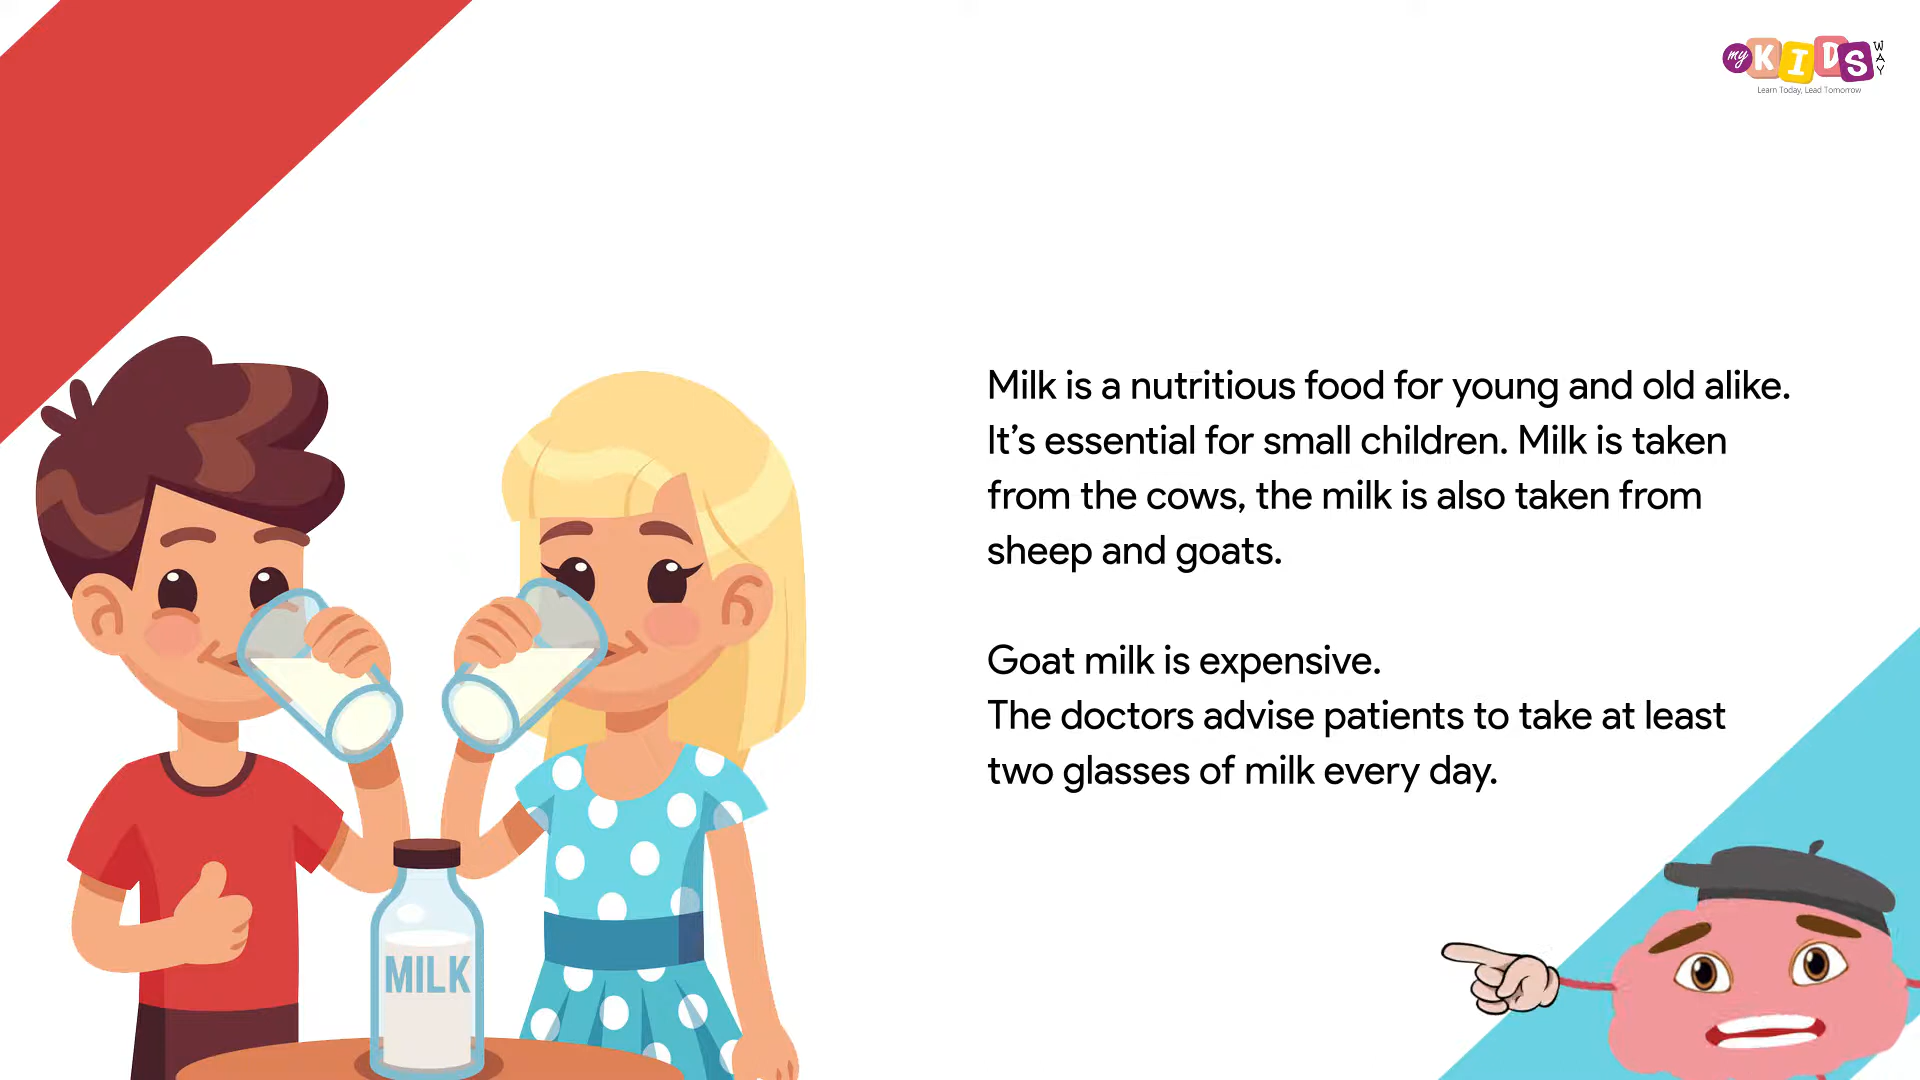 my KIDS WAY
Learn Today, Lead Tomorrow
Milk is a nutritious food for young and old alike.
It’s essential for small children. Milk is taken
from the cows, the milk is also taken from
sheep and goats.
Goat milk is expensive.
The doctors advise patients to take at least
two glasses of milk every day.
MILK